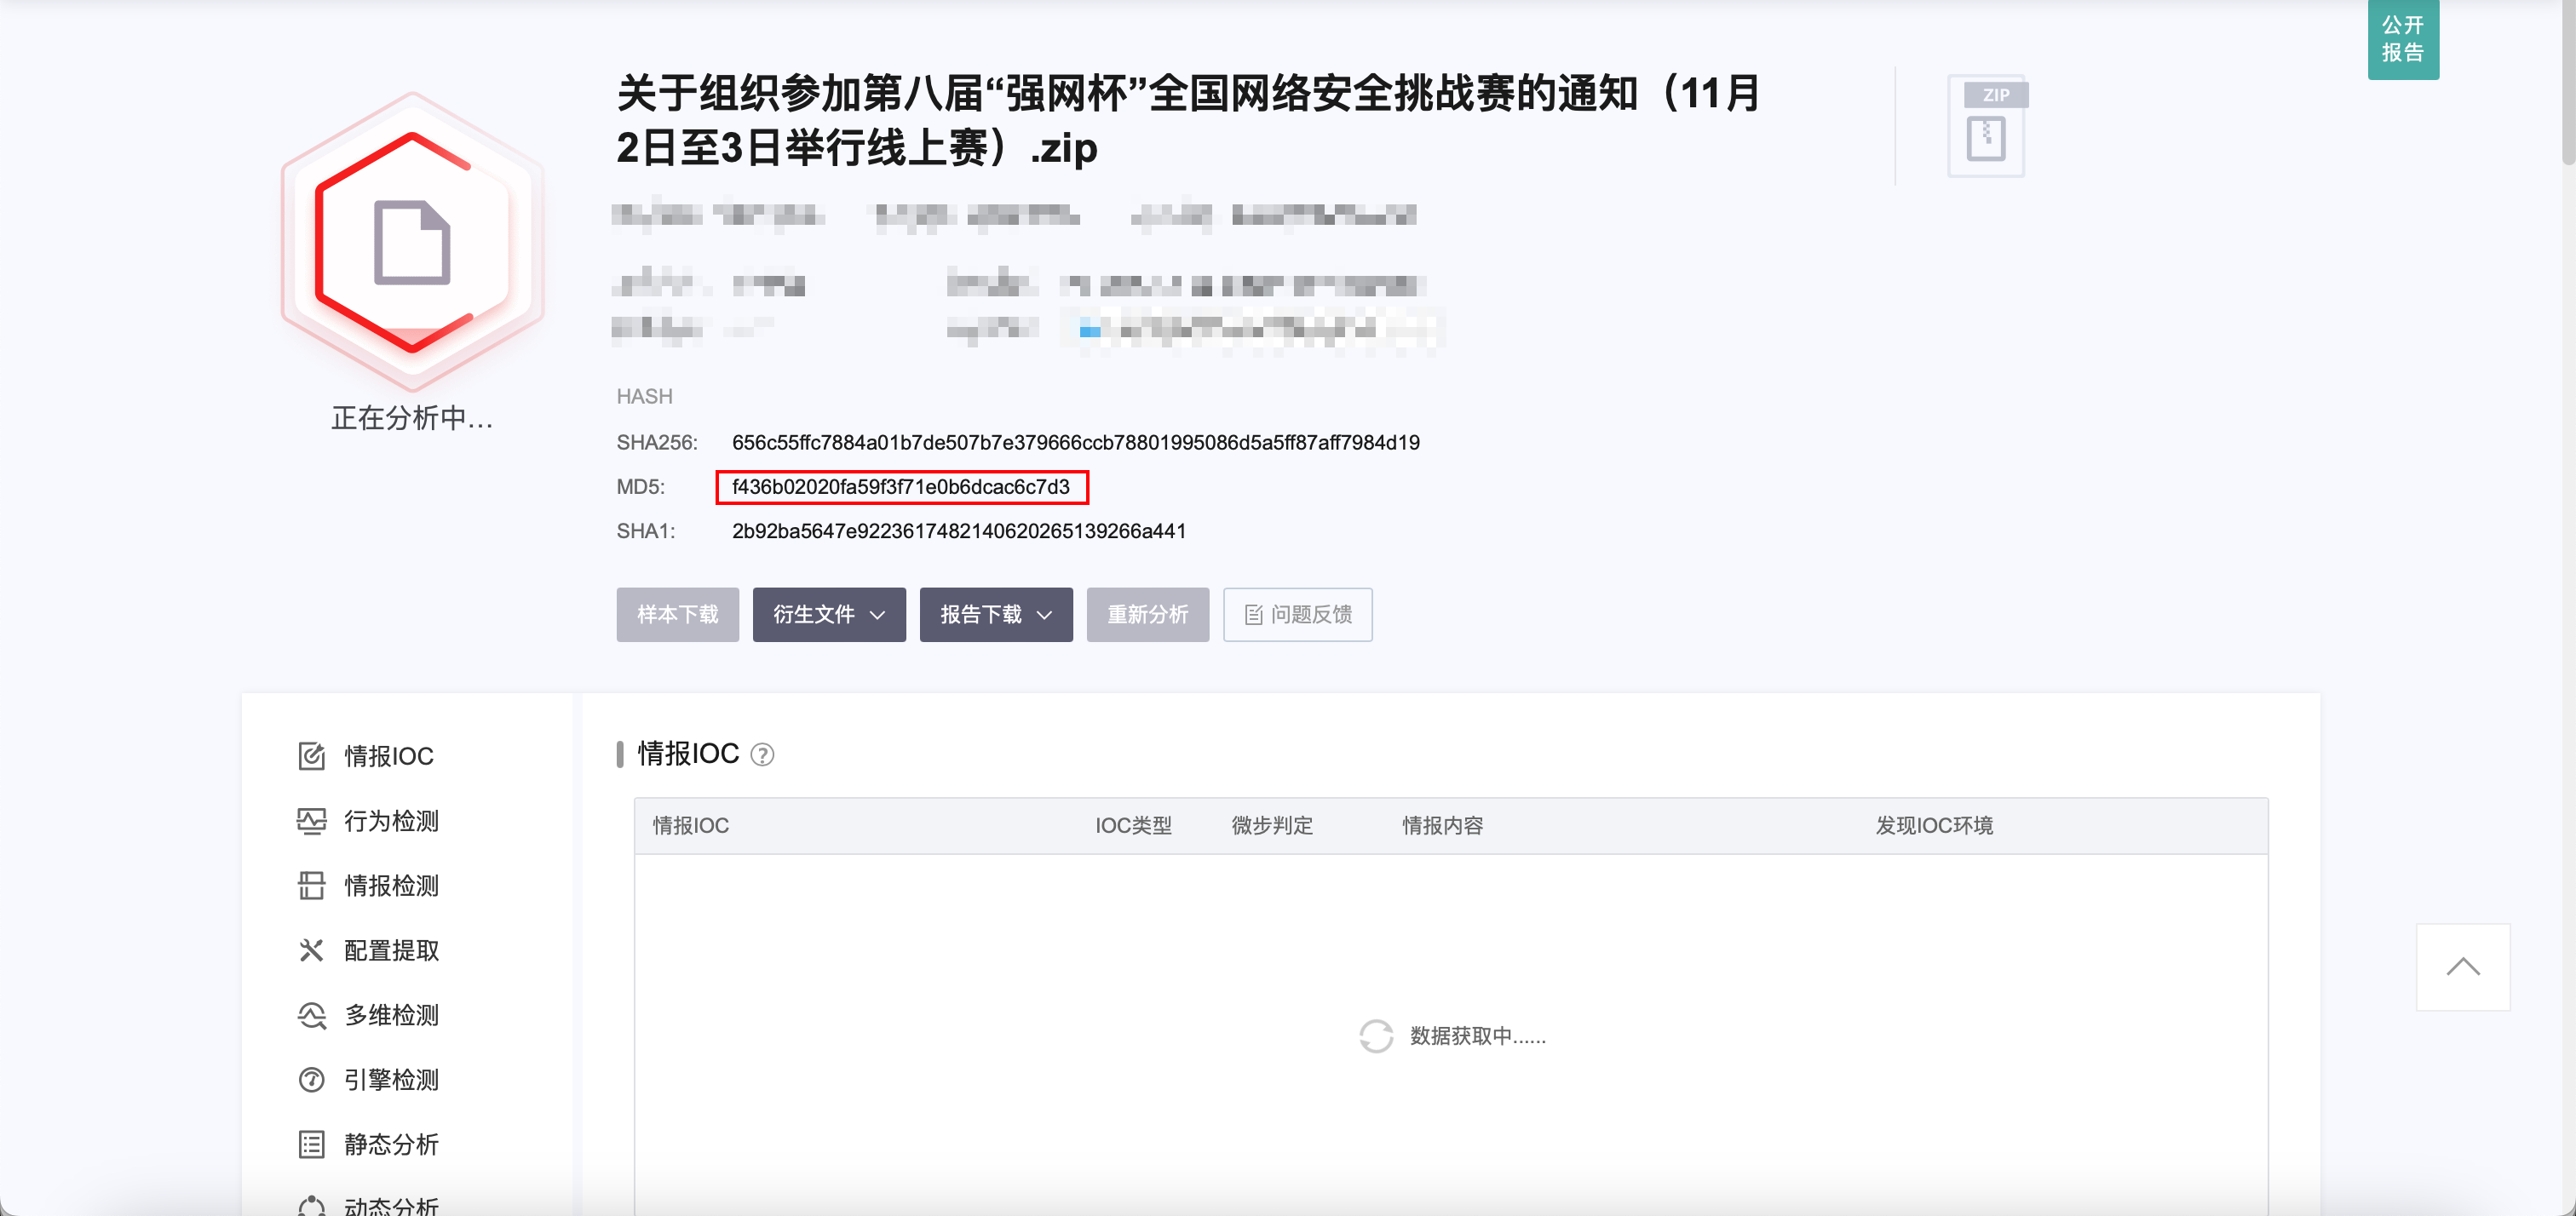 公开
报告
关于组织参加第八届“强网杯”全国网络安全挑战赛的通知（11月
2日至3日举行线上赛）.zip
ZIP
正在分析中...
HASH
SHA256: 656c55ffc7884a01b7de507b7e379666ccb78801995086d5a5ff87aff7984d19
MD5: f436b02020fa59f3f71e0b6dcac6c7d3
SHA1: 2b92ba5647e9223617482140620265139266a441
样本下载 衍生文件 报告下载 重新分析 问题反馈
情报IOC
行为检测
情报检测
配置提取
多维检测
引擎检测
静态分析
动态分析
情报IOC ?
情报IOC IOC类型 微步判定 情报内容 发现IOC环境
数据获取中......